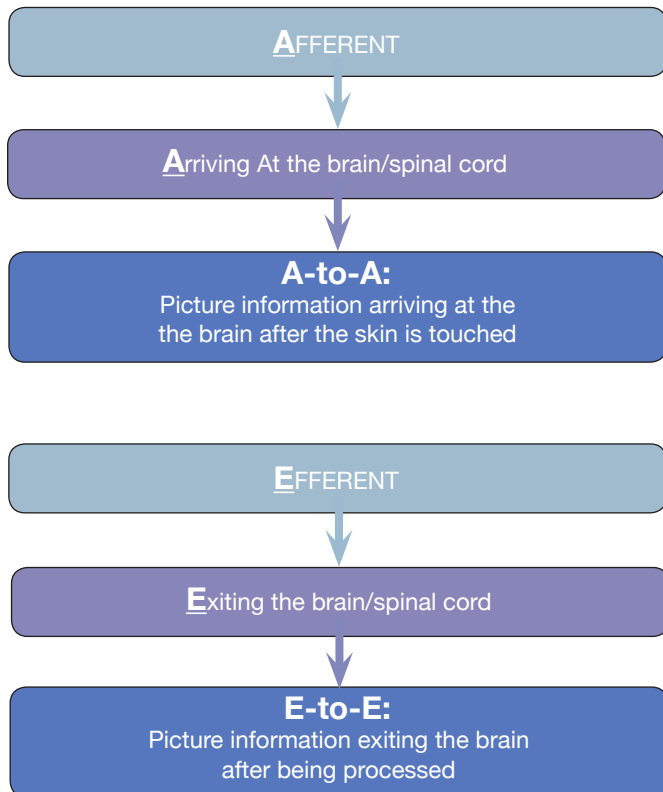 AFFERENT
Arriving At the brain/spinal cord
A-to-A:
Picture information arriving at the
the brain after the skin is touched
EFFERENT
Exiting the brain/spinal cord
E-to-E:
Picture information exiting the brain
after being processed